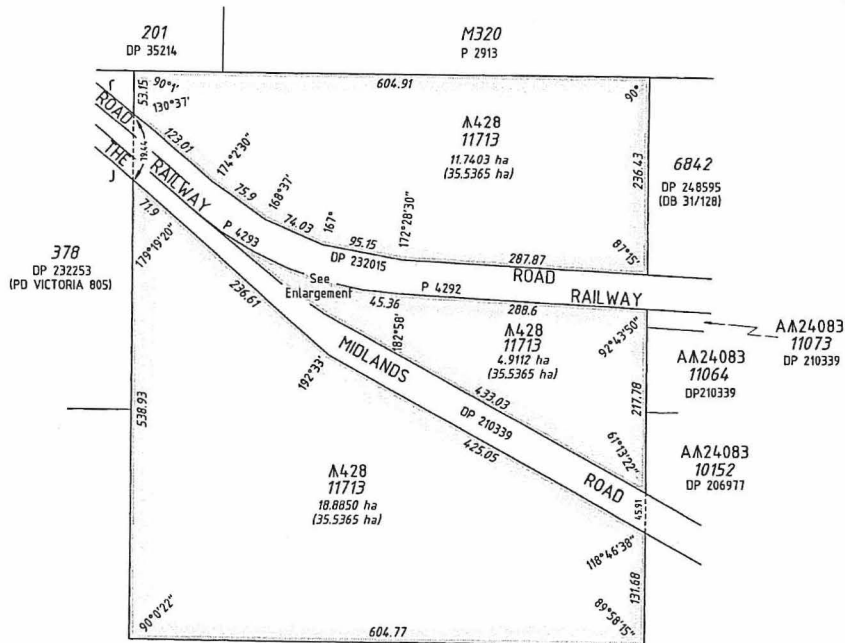 201
DP 35214
M320
P 2913
604.91
53.15
90°1'
130°37'
90°
ROAD
THE
19.44
123.01
174°2'30"
RAILWAY
75.9
168°37'
74.03
167°
95.15
172°28'30"
DP 232015
P 4293
287.87
87°15'
ROAD
RAILWAY
P 4292
288.6
45.36
See
Enlargement
428
11713
11.7403 ha
(35.5365 ha)
236.43
6842
DP 248595
(DB 31/128)
378
DP 232253
(PD VICTORIA 805)
71.9
179°19'20"
236.61
192°33'
182°58'
MIDLANDS
DP 210339
ROAD
433.03
425.05
428
11713
4.9112 ha
(35.5365 ha)
92°43'50"
217.78
61°13'22"
24083
11073
DP 210339
24083
11064
DP210339
24083
10152
DP 206977
538.93
428
11713
18.8850 ha
(35.5365 ha)
45.91
118°46'38"
131.68
90°0'22"
89°58'15"
604.77